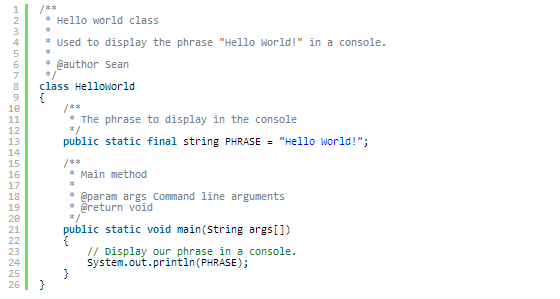 1 /**
2  * Hello world class
3  *
4  * Used to display the phrase "Hello World!" in a console.
5  *
6  * @author Sean
7  */
8 class HelloWorld
9 {
10     /**
11      * The phrase to display in the console
12      */
13     public static final string PHRASE = "Hello World!";
14
15     /**
16      * Main method
17      *
18      * @param args Command line arguments
19      * @return void
20      */
21     public static void main(String args[])
22     {
23         // Display our phrase in a console.
24         System.out.println(PHRASE);
25     }
26 }